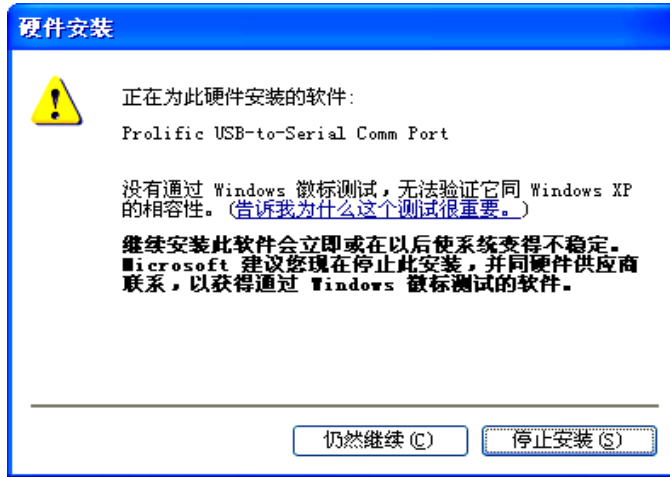 硬件安装
正在为此硬件安装的软件:
Prolific USB-to-Serial Comm Port
没有通过 Windows 徽标测试，无法验证它同 Windows XP
的相容性。(告诉我为什么这个测试很重要。)
继续安装此软件会立即或在以后使系统变得不稳定。
Microsoft 建议您现在停止此安装，并同硬件供应商
联系，以获得通过 Windows 徽标测试的软件。
仍然继续(C)
停止安装(S)